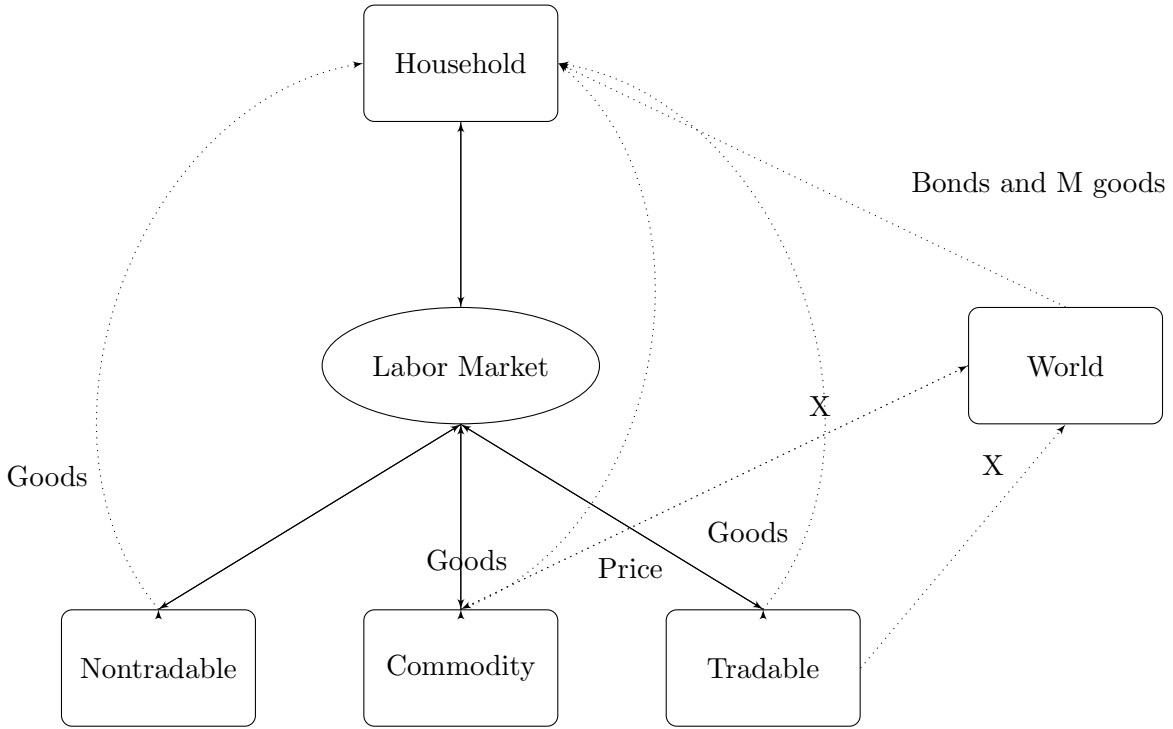 Household
Bonds and M goods
Labor Market
World
X
X
Goods
Goods
Goods
Price
Nontradable
Commodity
Tradable